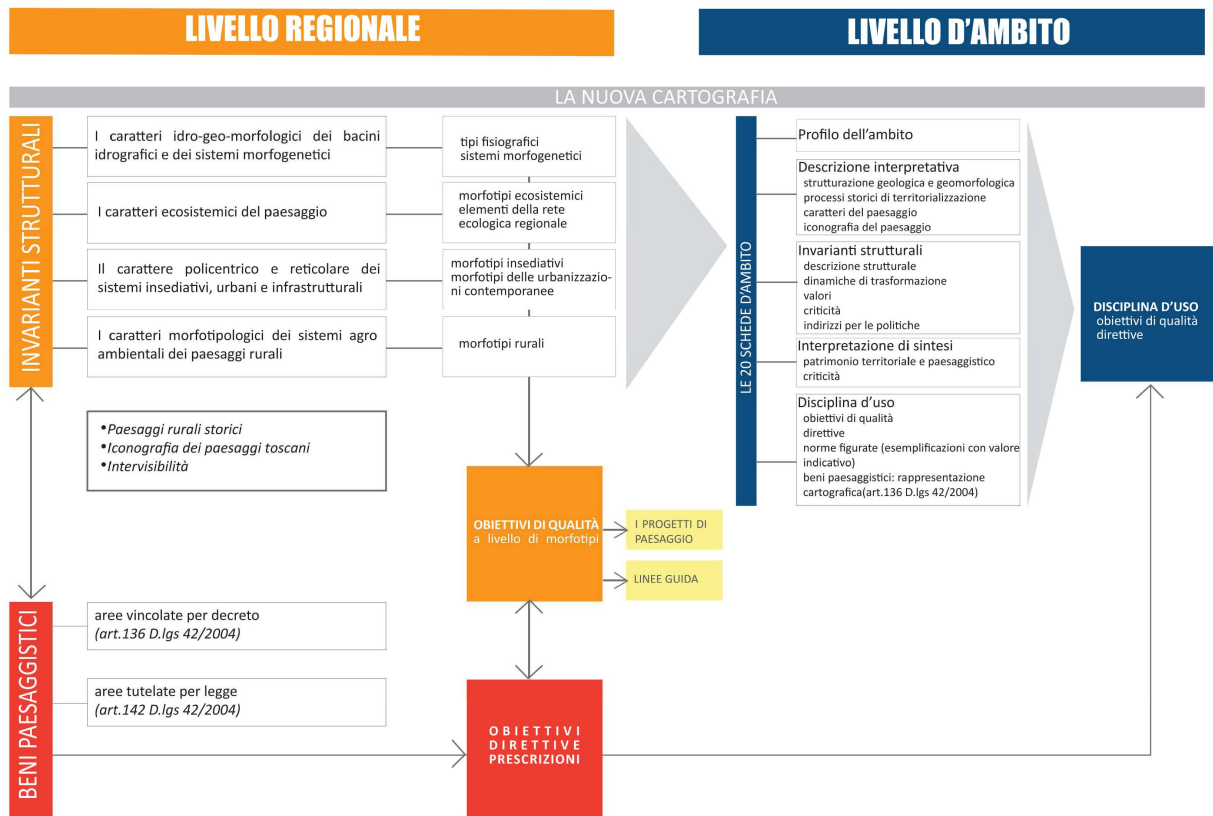 LIVELLO REGIONALE
LIVELLO D'AMBITO
LA NUOVA CARTOGRAFIA
INVARIANTI STRUTTURALI
I caratteri idro-geo-morfologici dei bacini
idrografici e dei sistemi morfogenetici
tipi fisiografici
sistemi morfogenetici
I caratteri ecosistemici del paesaggio
morfotipi ecosistemici
elementi della rete
ecologica regionale
Il carattere policentrico e reticolare dei
sistemi insediativi, urbani e infrastrutturali
morfotipi insediativi
morfotipi delle urbanizzazio-
ni contemporanee
I caratteri morfotipologici dei sistemi agro
ambientali dei paesaggi rurali
morfotipi rurali
•Paesaggi rurali storici
•Iconografia dei paesaggi toscani
•Intervisibilità
OBIETTIVI DI QUALITÀ
a livello di morfotipi
I PROGETTI DI
PAESAGGIO
LINEE GUIDA
BENI PAESAGGISTICI
aree vincolate per decreto
(art.136 D.lgs 42/2004)
aree tutelate per legge
(art.142 D.lgs 42/2004)
OBIETTIVI
DIRETTIVE
PRESCRIZIONI
LE 20 SCHEDE D'AMBITO
Profilo dell'ambito
Descrizione interpretativa
strutturazione geologica e geomorfologica
processi storici di territorializzazione
caratteri del paesaggio
iconografia del paesaggio
Invarianti strutturali
descrizione strutturale
dinamiche di trasformazione
valori
criticità
indirizzi per le politiche
Interpretazione di sintesi
patrimonio territoriale e paesaggistico
criticità
Disciplina d'uso
obiettivi di qualità
direttive
norme figurate (esemplificazioni con valore
indicativo)
beni paesaggistici: rappresentazione
cartografica(art.136 D.lgs 42/2004)
DISCIPLINA D'USO
obiettivi di qualità
direttive